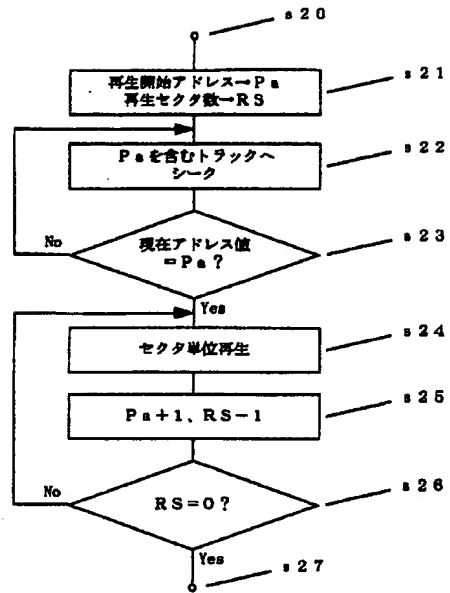 s20
再生開始アドレス→Pa
再生セクタ数→RS
s21
Paを含むトラックへ
シーク
s22
現在アドレス値
=Pa?
s23
No
Yes
セクタ単位再生
s24
Pa+1、RS-1
s25
RS=0?
s26
No
Yes
s27